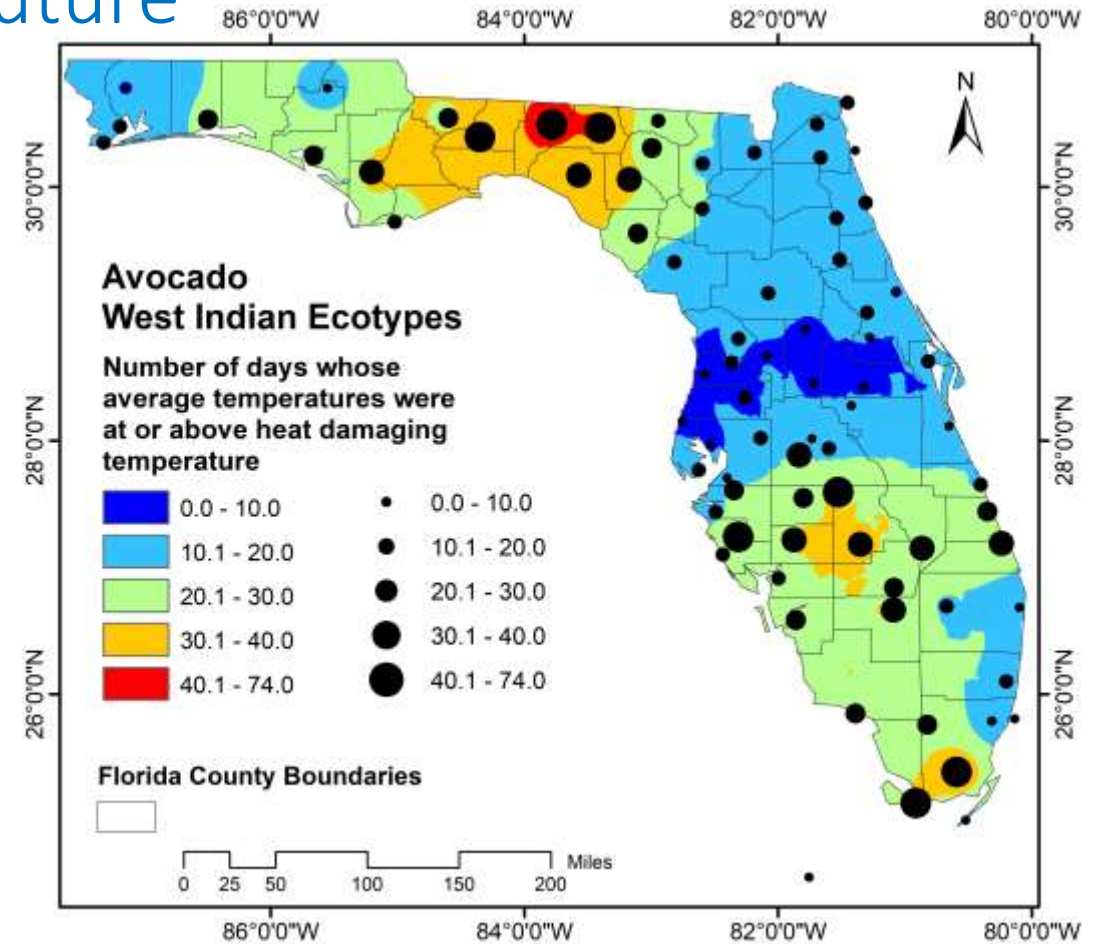 uture
86°0'0"W 84°0'0"W 82°0'0"W 80°0'0"W
N
30°0'0"N 30°0'0"N
Avocado
West Indian Ecotypes
Number of days whose
average temperatures were
at or above heat damaging
temperature
28°0'0"N 28°0'0"N
0.0 - 10.0 0.0 - 10.0
10.1 - 20.0 10.1 - 20.0
20.1 - 30.0 20.1 - 30.0
30.1 - 40.0 30.1 - 40.0
40.1 - 74.0 40.1 - 74.0
26°0'0"N 26°0'0"N
Florida County Boundaries
Miles
0 25 50 100 150 200
86°0'0"W 84°0'0"W 82°0'0"W 80°0'0"W